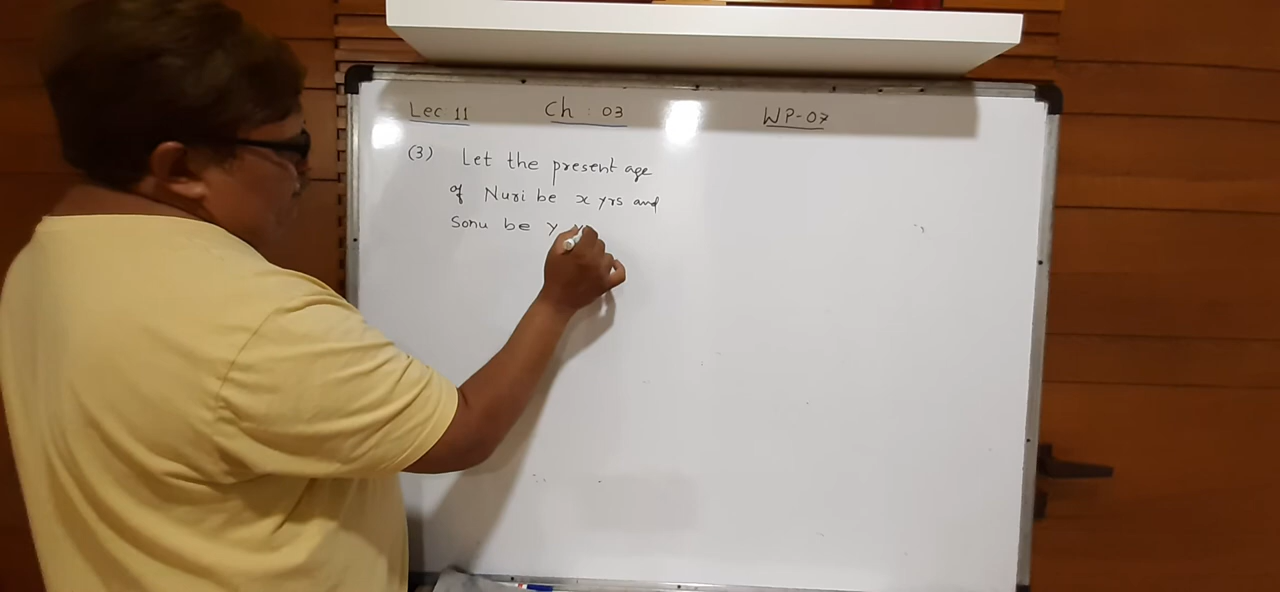 Lec 11 Ch : 03 WP-07
(3) Let the present age
of Nuri be x yrs and
Sonu be y